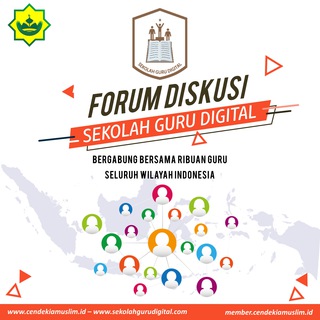 SEKOLAH GURU DIGITAL
FORUM DISKUSI
SEKOLAH GURU DIGITAL
BERGABUNG BERSAMA RIBUAN GURU
SELURUH WILAYAH INDONESIA
www.cendekiamuslim.id – www.sekolahgurudigital.com
member.cendekiamuslim.id